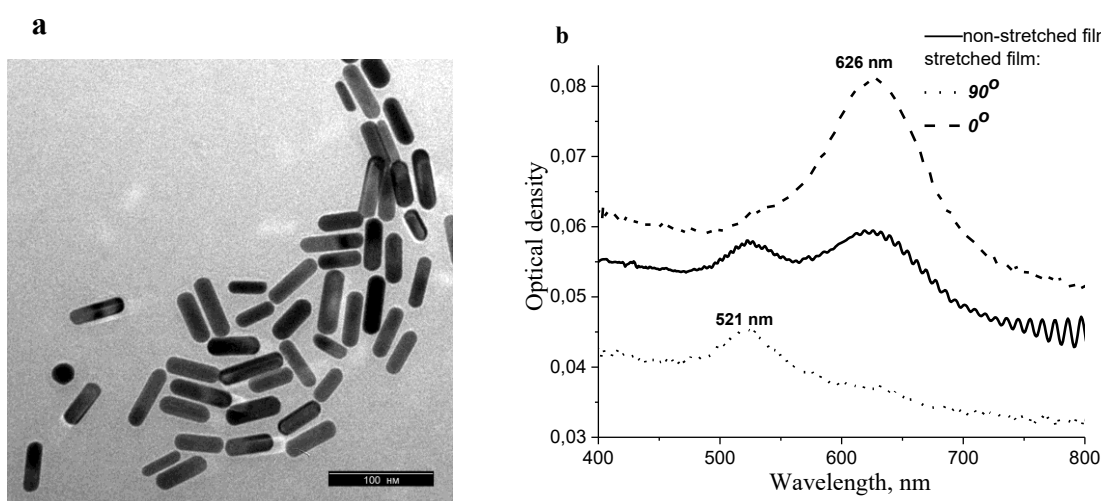 a
100 нм
b
non-stretched film
stretched film:
90°
0°
626 nm
521 nm
0,08
0,07
0,06
0,05
0,04
0,03
Optical density
400
500
600
700
800
Wavelength, nm